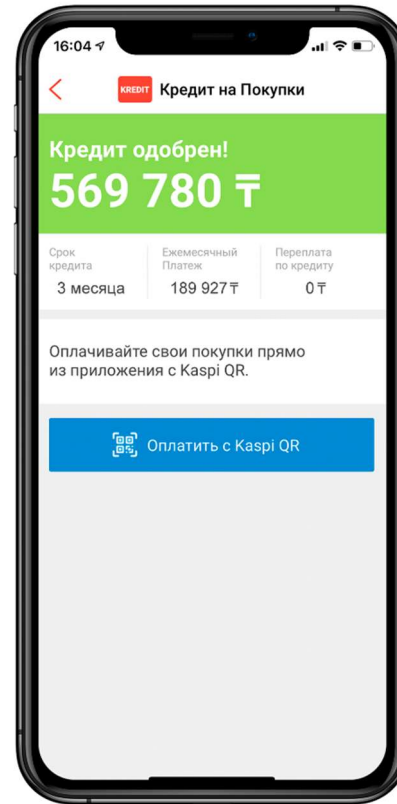 16:04
KREDIT Кредит на Покупки
Кредит одобрен!
569 780 ₸
Срок кредита
3 месяца
Ежемесячный Платеж
189 927 ₸
Переплата по кредиту
0 ₸
Оплачивайте свои покупки прямо
из приложения с Kaspi QR.
Оплатить с Kaspi QR